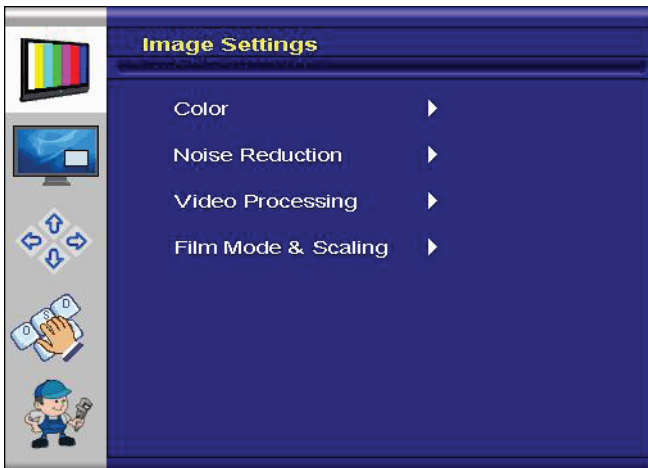 Image Settings
Color
Noise Reduction
Video Processing
Film Mode & Scaling
O S D